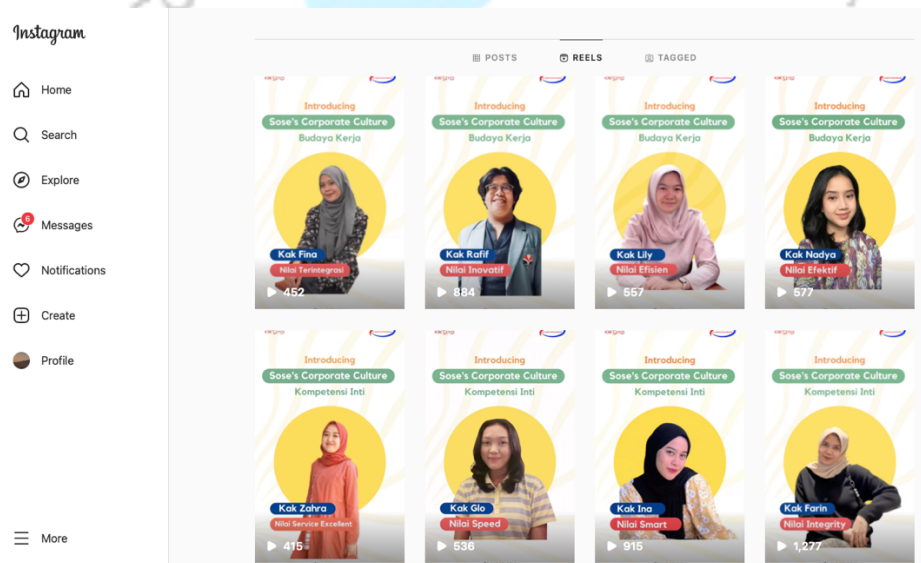 Instagram
Home
Search
Explore
6
Messages
Notifications
Create
Profile
More
POSTS
REELS
TAGGED
Introducing
Sose's Corporate Culture
Budaya Kerja
Kak Fina
Nilai Terintegrasi
452
Introducing
Sose's Corporate Culture
Budaya Kerja
Kak Rafif
Nilai Inovatif
884
Introducing
Sose's Corporate Culture
Budaya Kerja
Kak Lily
Nilai Efisien
557
Introducing
Sose's Corporate Culture
Budaya Kerja
Kak Nadya
Nilai Efektif
577
Introducing
Sose's Corporate Culture
Kompetensi Inti
Kak Zahra
Nilai Service Excellent
415
Introducing
Sose's Corporate Culture
Kompetensi Inti
Kak Glo
Nilai Speed
536
Introducing
Sose's Corporate Culture
Kompetensi Inti
Kak Ina
Nilai Smart
915
Introducing
Sose's Corporate Culture
Kompetensi Inti
Kak Farin
Nilai Integrity
1,277